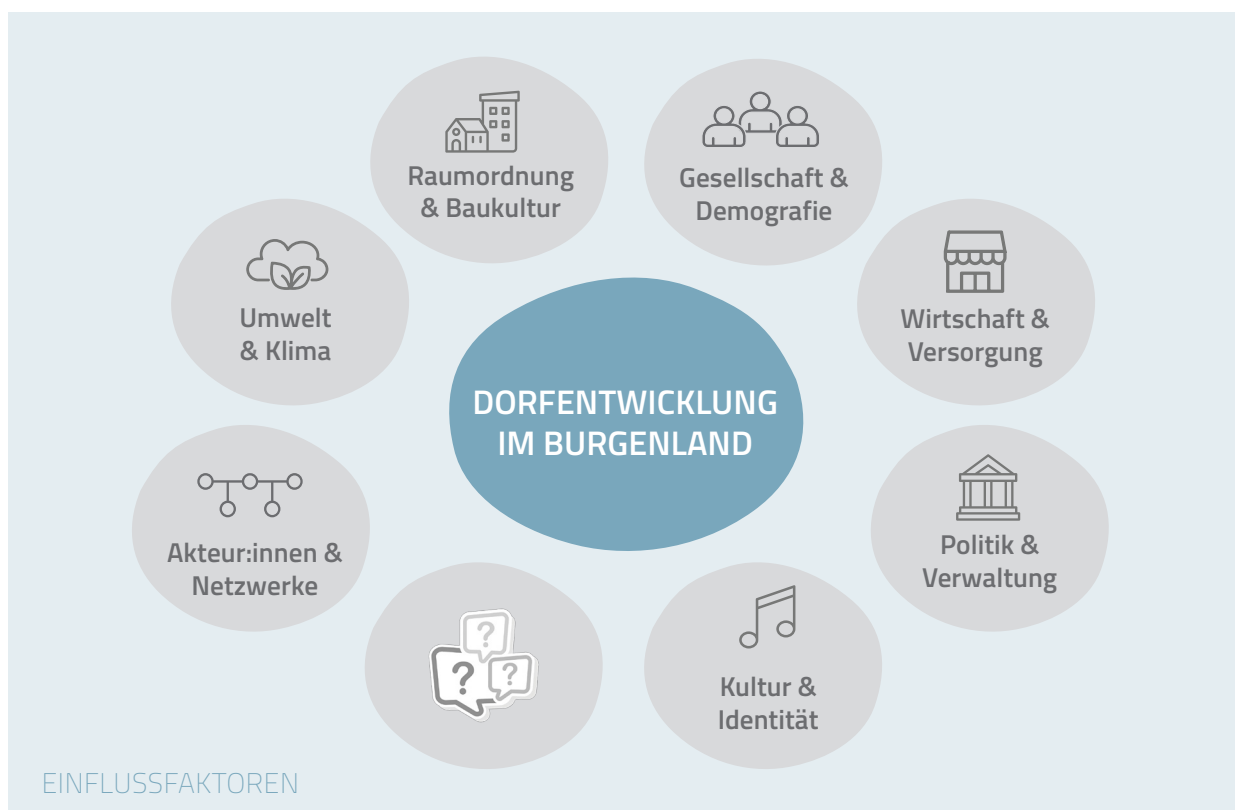 Raumordnung
& Baukultur
Gesellschaft &
Demografie
Umwelt
& Klima
Wirtschaft &
Versorgung
DORFENTWICKLUNG
IM BURGENLAND
Akteur:innen &
Netzwerke
Politik &
Verwaltung
?
?
?
Kultur &
Identität
EINFLUSSFAKTOREN